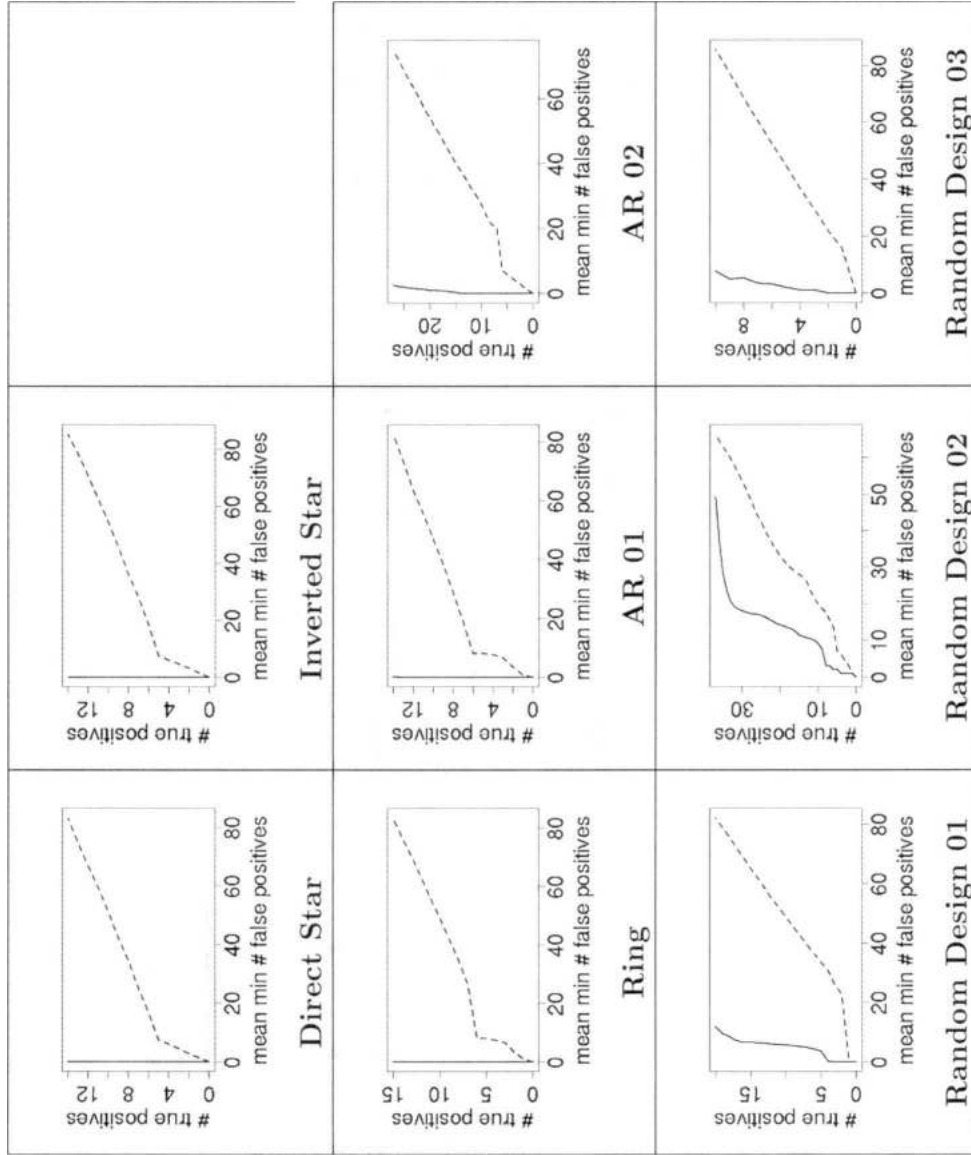 # true positives
0 4 8 12
0 20 40 60 80
mean min # false positives
Direct Star
# true positives
0 4 8 12
0 20 40 60 80
mean min # false positives
Inverted Star
# true positives
0 5 10 15
0 20 40 60 80
mean min # false positives
Ring
# true positives
0 4 8 12
0 20 40 60 80
mean min # false positives
AR 01
# true positives
0 10 20
0 20 40 60
mean min # false positives
AR 02
# true positives
0 5 15
0 20 40 60 80
mean min # false positives
Random Design 01
# true positives
0 10 30
0 10 30 50
mean min # false positives
Random Design 02
# true positives
0 4 8
0 20 40 60 80
mean min # false positives
Random Design 03